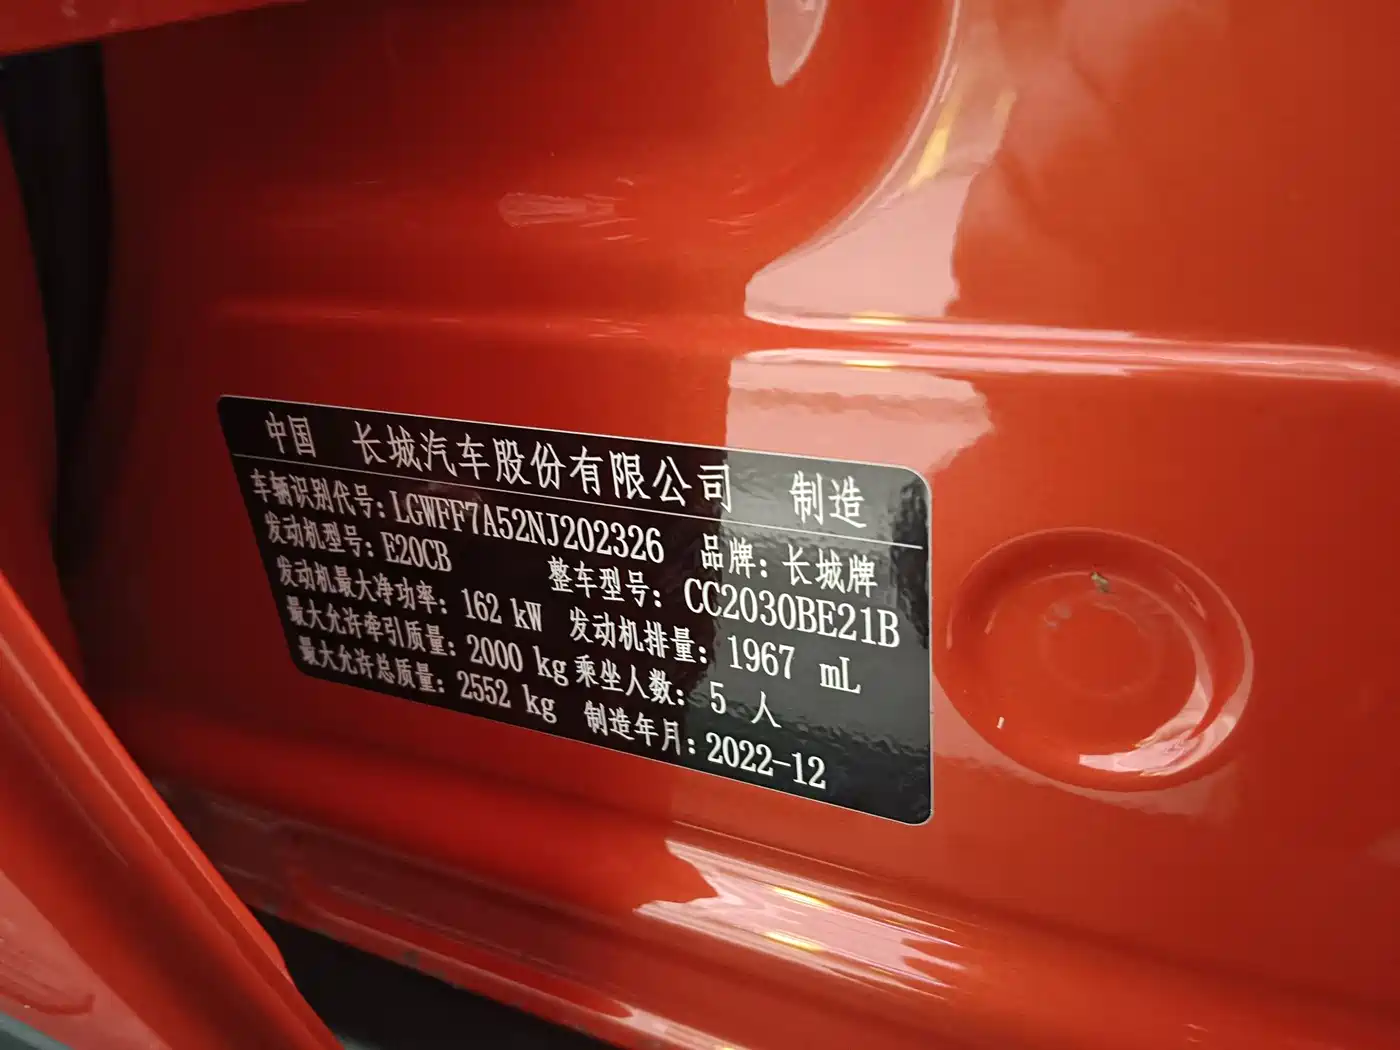 中国 长城汽车股份有限公司 制造
车辆识别代号：LGWFF7A52NJ202326 品牌：长城牌
发动机型号：E20CB 整车型号：CC2030BE21B
发动机最大净功率：162 kW 发动机排量：1967 mL
最大允许牵引质量：2000 kg 乘坐人数：5 人
最大允许总质量：2552 kg 制造年月：2022-12